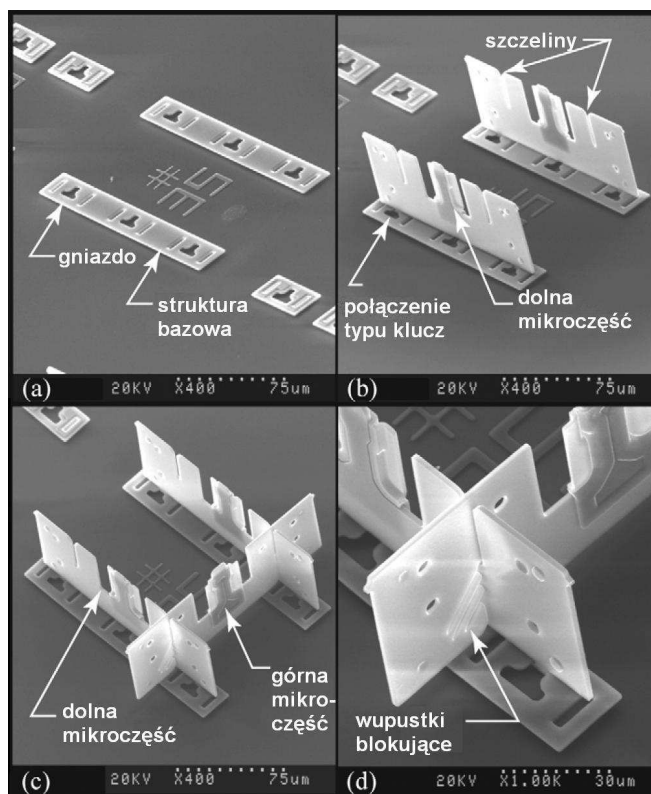 #5
E
gniazdo
struktura
bazowa
(a) 20KV X400 75um
szczeliny
połączenie
typu klucz
dolna
mikroczęść
(b) 20KV X400 75um
dolna
mikroczęść
górna
mikro-
część
(c) 20KV X400 75um
wupustki
blokujące
(d) 20KV X1.00K 30um